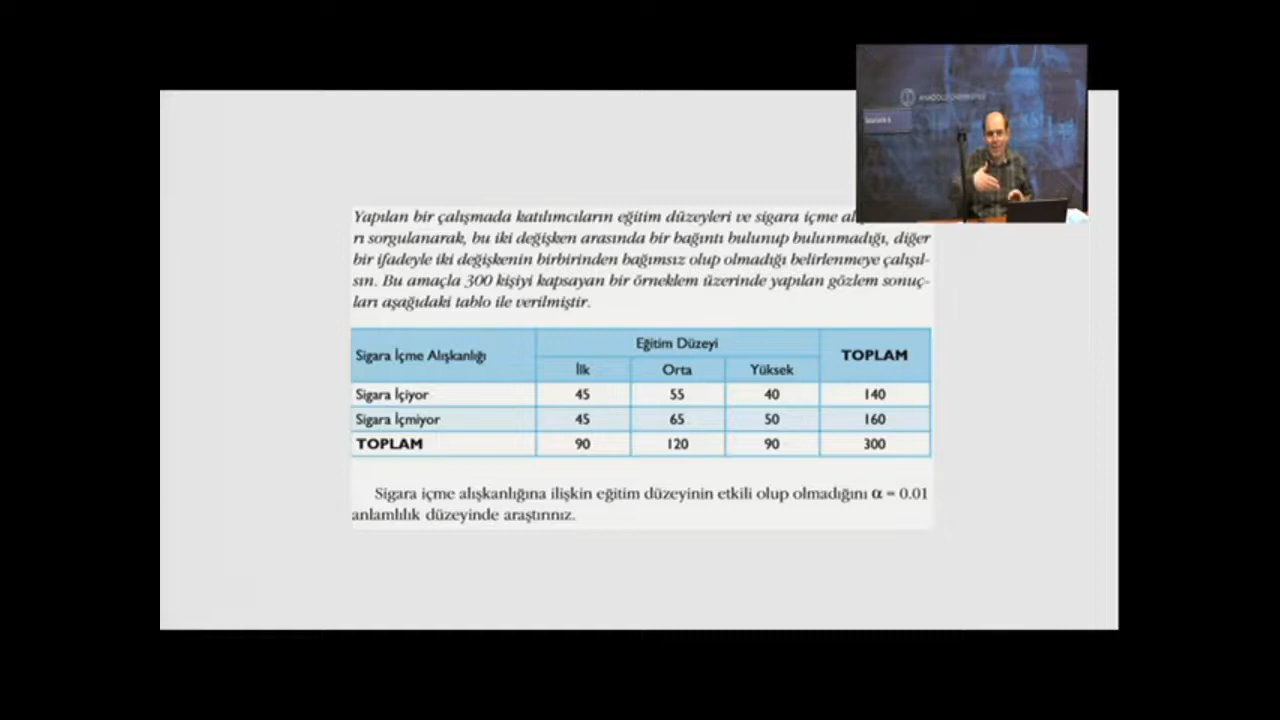 ANADOLU ÜNİVERSİTESİ
Yapılan bir çalışmada katılımcıların eğitim düzeyleri ve sigara içme
rı sorgulanarak, bu iki değişken arasında bir bağıntı bulunup bulunmadığı, diğer
bir ifadeyle iki değişkenin birbirinden bağımsız olup olmadığı belirlenmeye çalışıl-
sın. Bu amaçla 300 kişiyi kapsayan bir örneklem üzerinde yapılan gözlem sonuç-
ları aşağıdaki tablo ile verilmiştir.
Sigara İçme Alışkanlığı Eğitim Düzeyi TOPLAM
İlk Orta Yüksek
Sigara İçiyor 45 55 40 140
Sigara İçmiyor 45 65 50 160
TOPLAM 90 120 90 300
Sigara içme alışkanlığına ilişkin eğitim düzeyinin etkili olup olmadığını α = 0.01
anlamlılık düzeyinde araştırınız.